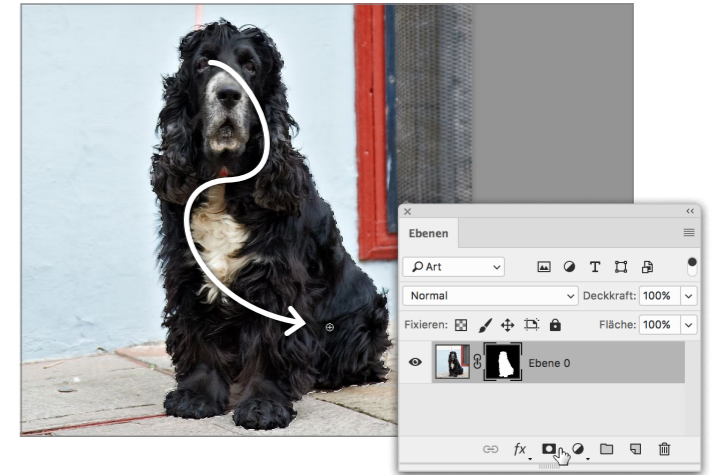 Ebenen
Art
Normal
Deckkraft: 100%
Fixieren:
Fläche: 100%
Ebene 0
fx